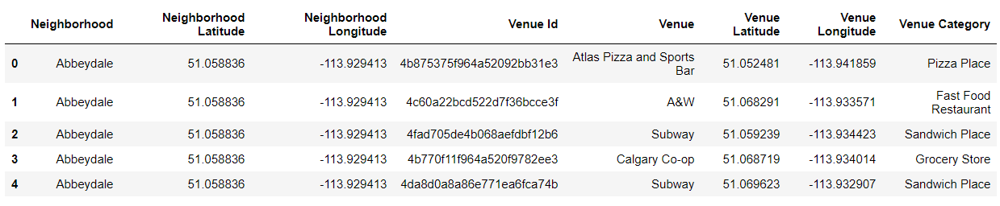 Neighborhood Neighborhood Latitude Neighborhood Longitude Venue Id Venue Venue Latitude Venue Longitude Venue Category
0 Abbeydale 51.058836 -113.929413 4b875375f964a52092bb31e3 Atlas Pizza and Sports Bar 51.052481 -113.941859 Pizza Place
1 Abbeydale 51.058836 -113.929413 4c60a22bcd522d7f36bcce3f A&W 51.068291 -113.933571 Fast Food Restaurant
2 Abbeydale 51.058836 -113.929413 4fad705de4b068aefdbf12b6 Subway 51.059239 -113.934423 Sandwich Place
3 Abbeydale 51.058836 -113.929413 4b770f11f964a520f9782ee3 Calgary Co-op 51.068719 -113.934014 Grocery Store
4 Abbeydale 51.058836 -113.929413 4da8d0a8a86e771ea6fca74b Subway 51.069623 -113.932907 Sandwich Place